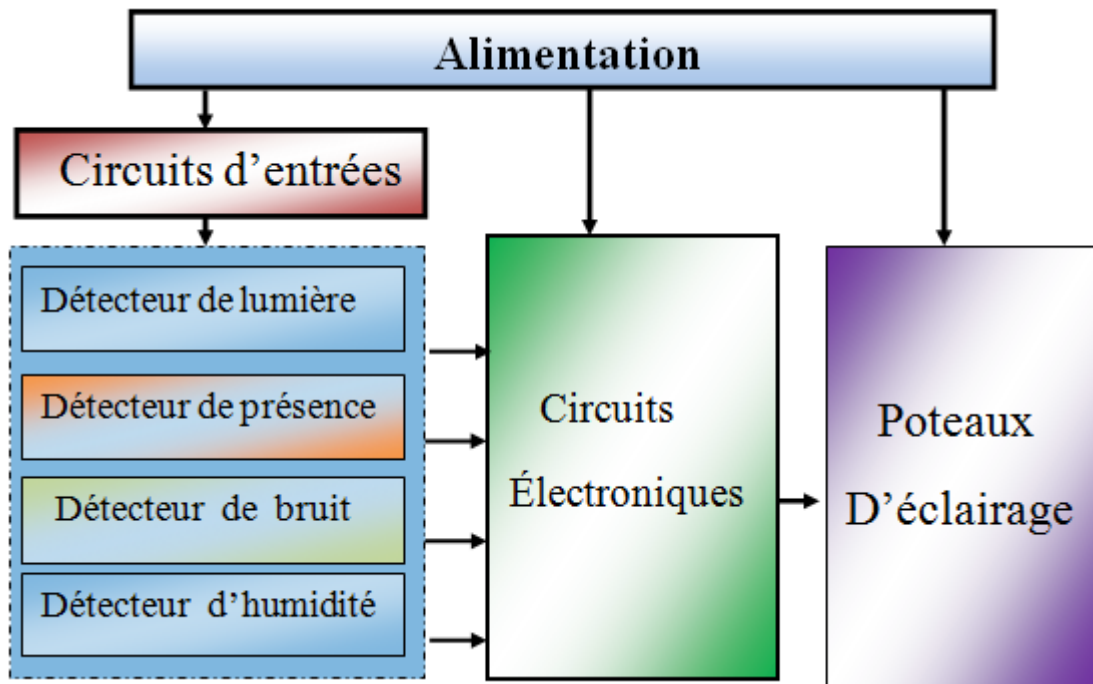 Alimentation
Circuits d’entrées
Détecteur de lumière
Détecteur de présence
Détecteur de bruit
Détecteur d’humidité
Circuits
Électroniques
Poteaux
D’éclairage